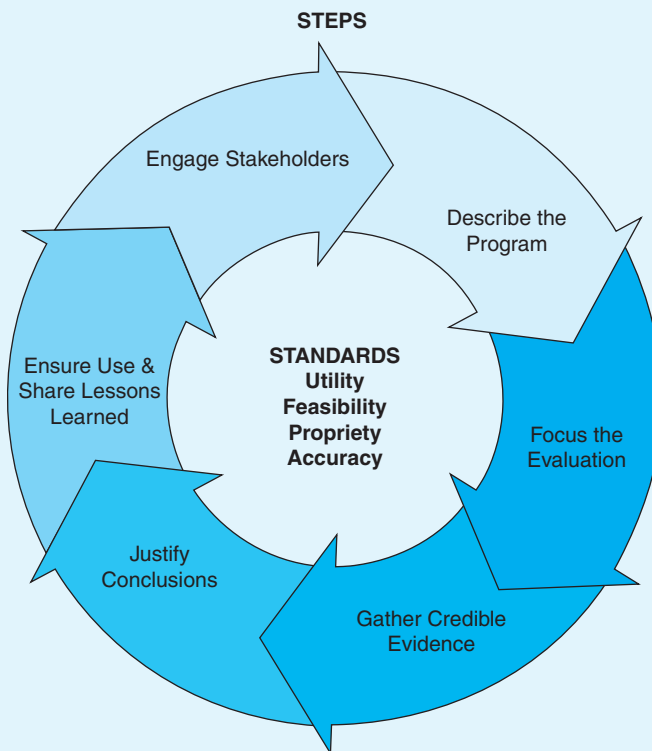 STEPS
Engage Stakeholders
Describe the
Program
Focus the
Evaluation
Gather Credible
Evidence
Justify
Conclusions
Ensure Use &
Share Lessons
Learned
STANDARDS
Utility
Feasibility
Propriety
Accuracy